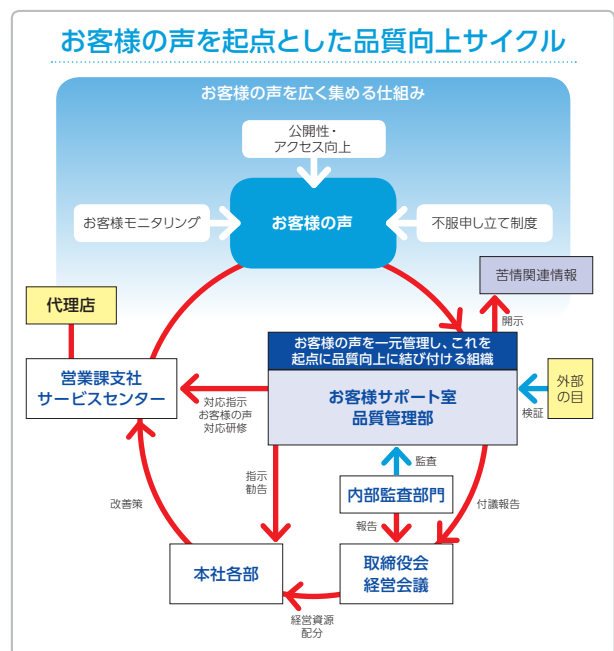 お客様の声を起点とした品質向上サイクル
お客様の声を広く集める仕組み
公開性・
アクセス向上
お客様モニタリング
お客様の声
不服申し立て制度
苦情関連情報
代理店
開示
お客様の声を一元管理し、これを
起点に品質向上に結び付ける組織
営業課支社
サービスセンター
お客様サポート室
品質管理部
外部
の目
検証
対応指示
お客様の声
対応研修
監査
指示
勧告
内部監査部門
改善策
付議報告
報告
本社各部
取締役会
経営会議
経営資源
配分